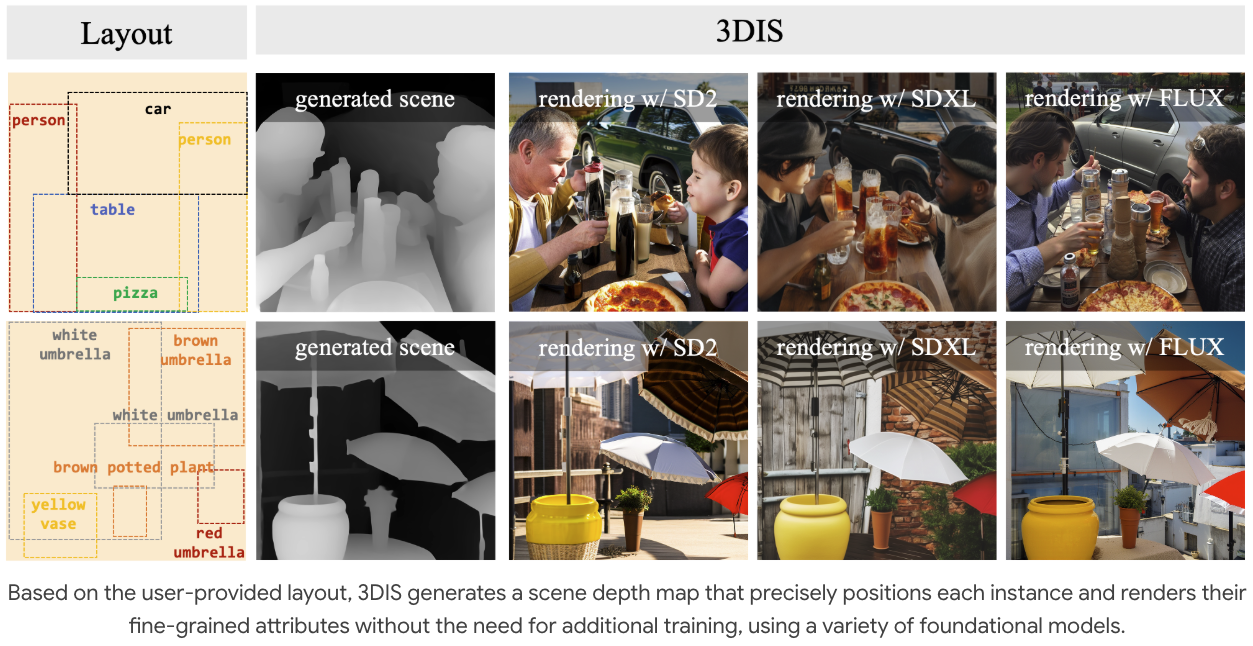 Layout
3DIS
person
car
person
table
pizza
generated scene
rendering w/ SD2
rendering w/ SDXL
rendering w/ FLUX
white
umbrella
brown
umbrella
white umbrella
brown potted plant
yellow
vase
red
umbrella
generated scene
rendering w/ SD2
rendering w/ SDXL
rendering w/ FLUX
Based on the user-provided layout, 3DIS generates a scene depth map that precisely positions each instance and renders their
fine-grained attributes without the need for additional training, using a variety of foundational models.